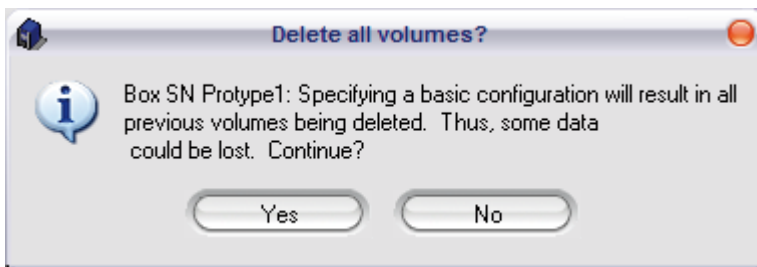 Delete all volumes?
Box SN Protype1: Specifying a basic configuration will result in all
previous volumes being deleted.  Thus, some data
could be lost.  Continue?
Yes
No